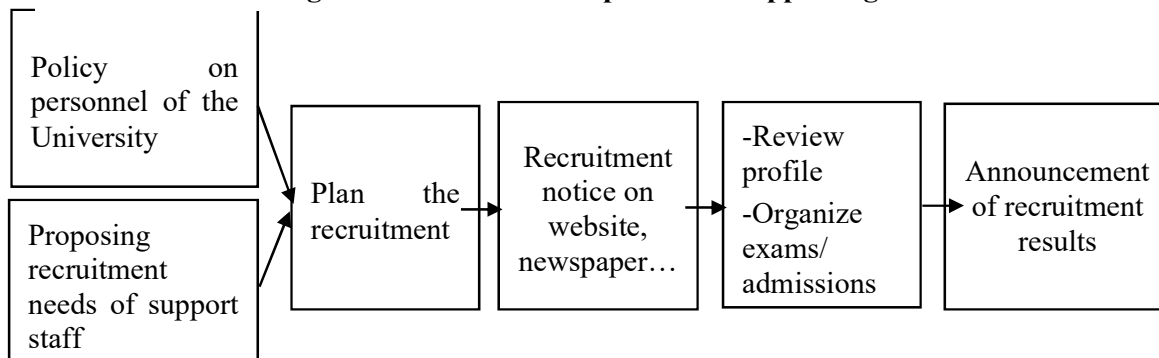 Policy on
personnel of the
University
Proposing
recruitment
needs of support
staff
Plan the
recruitment
Recruitment
notice on
website,
newspaper…
-Review
profile
-Organize
exams/
admissions
Announcement
of recruitment
results